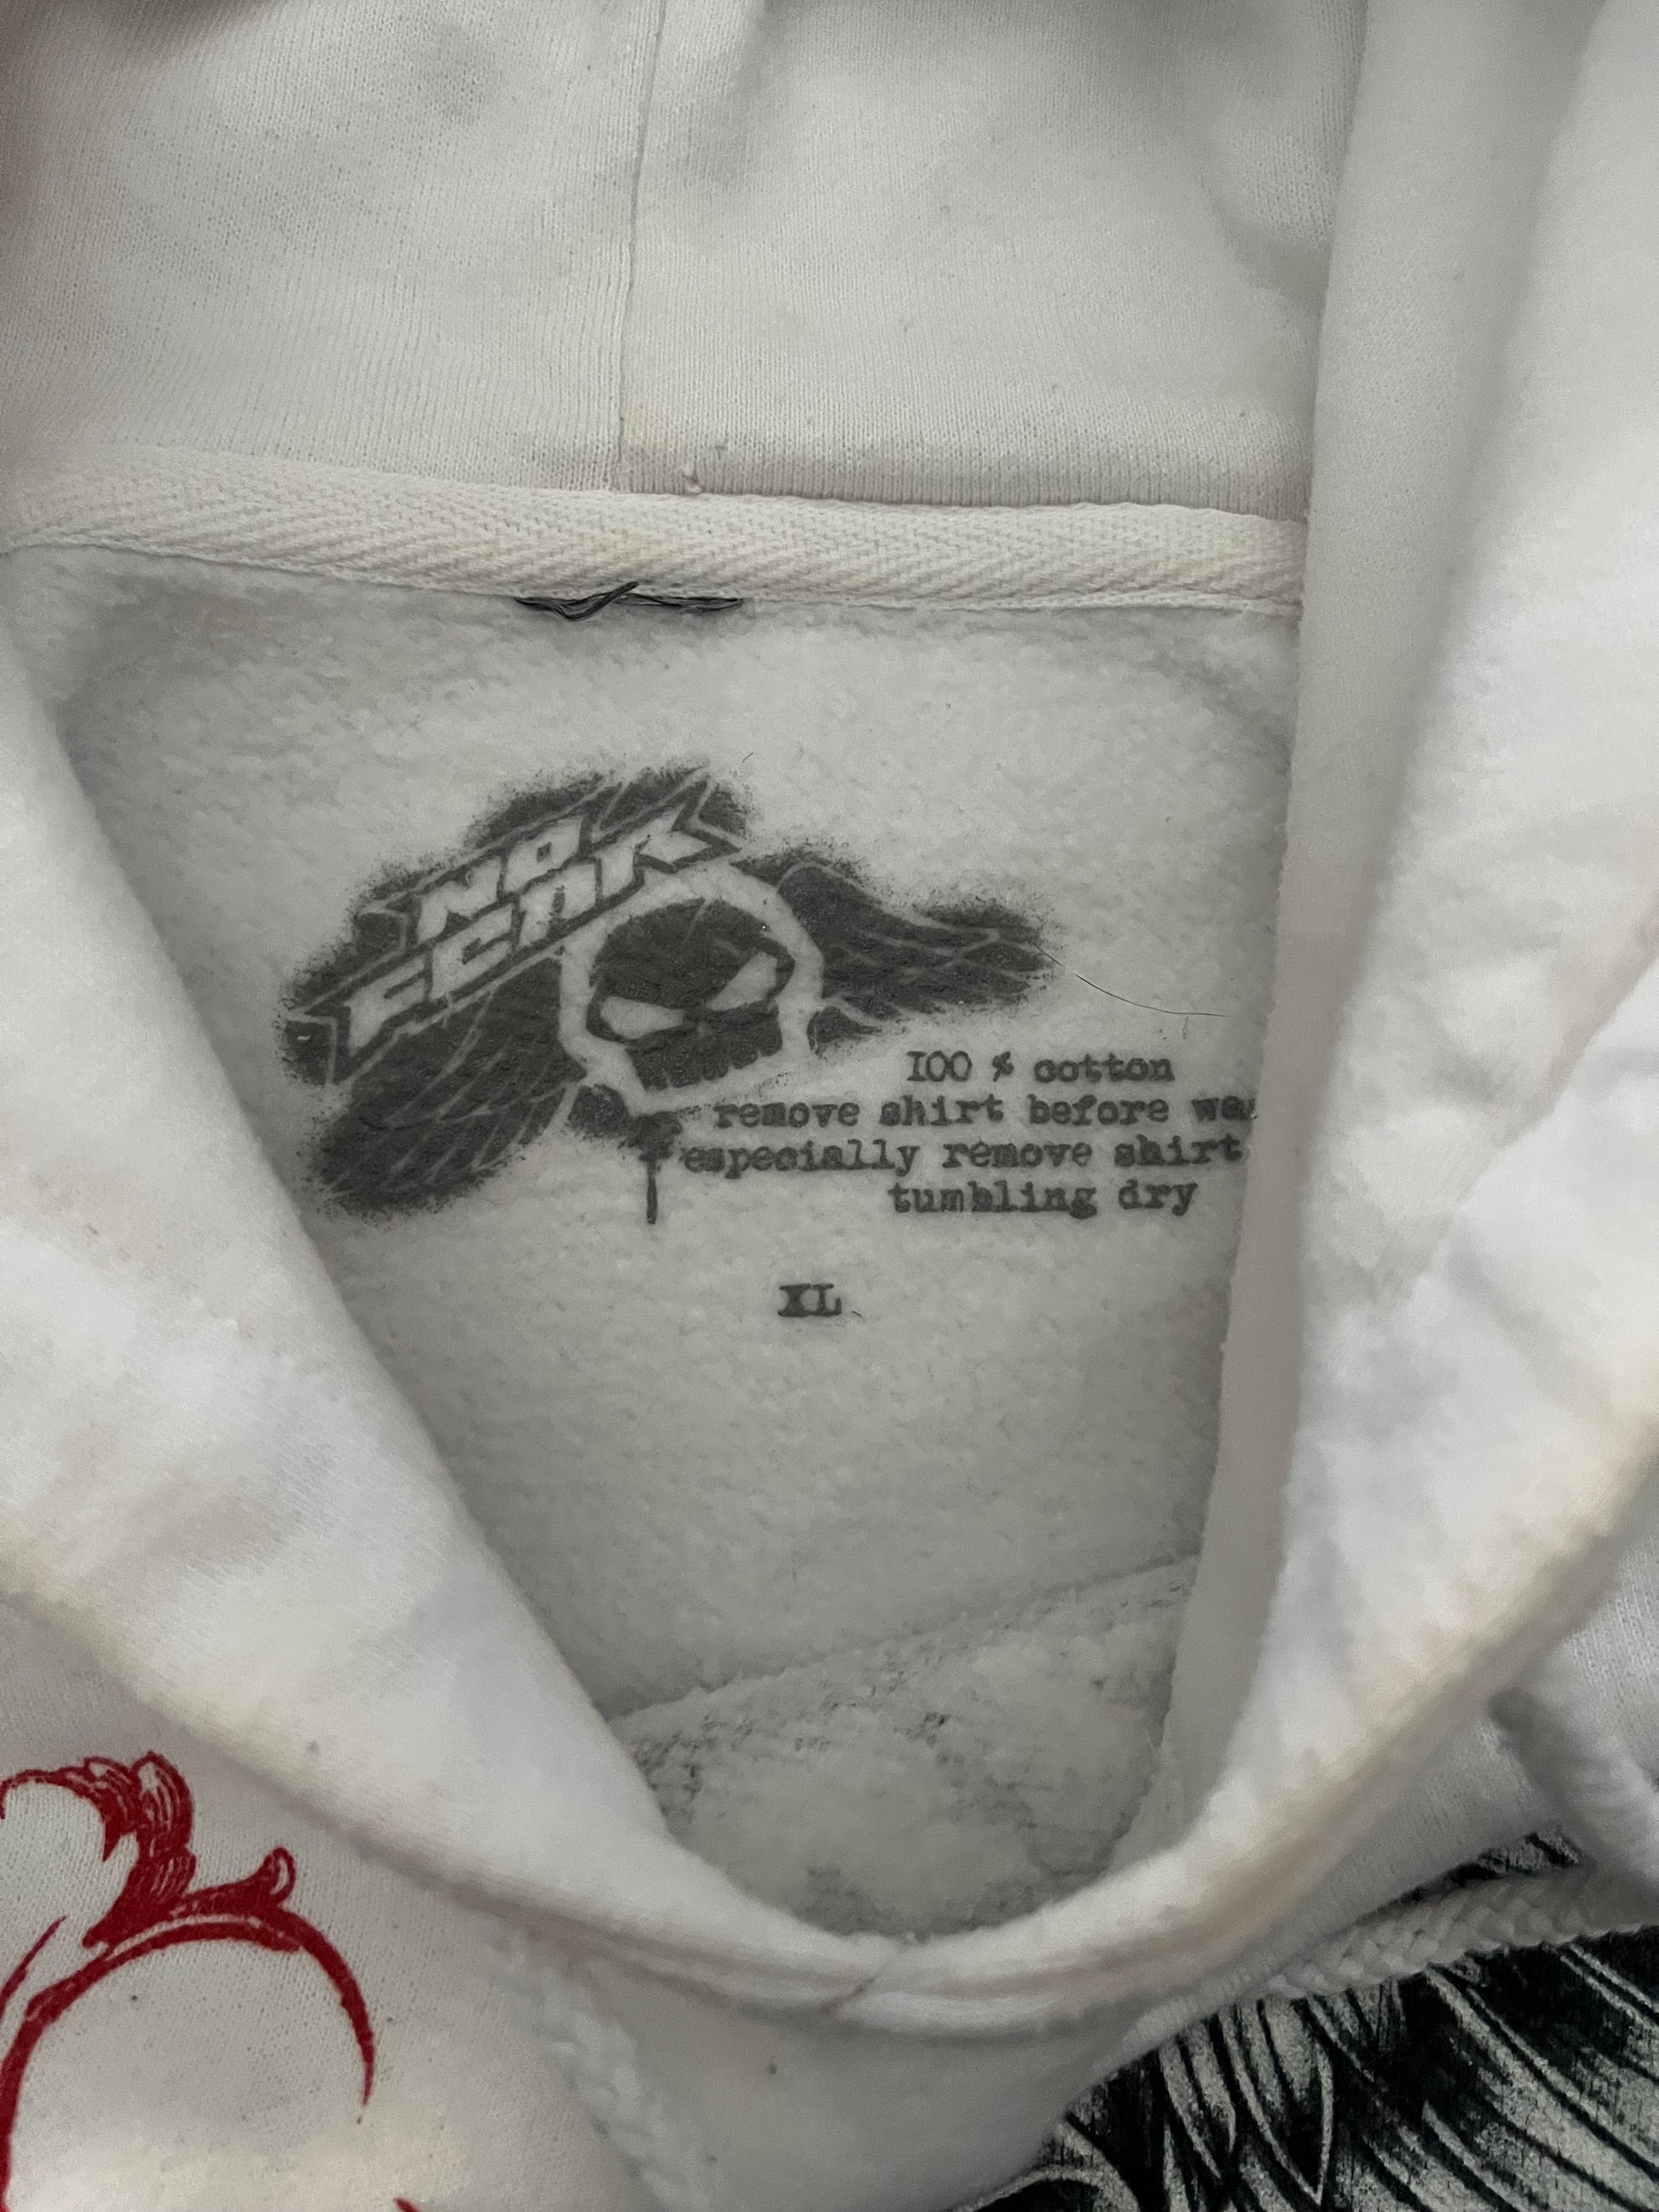 NO
FEAR
100 % cotton
remove shirt before
especially remove shirt
tumbling dry
XL